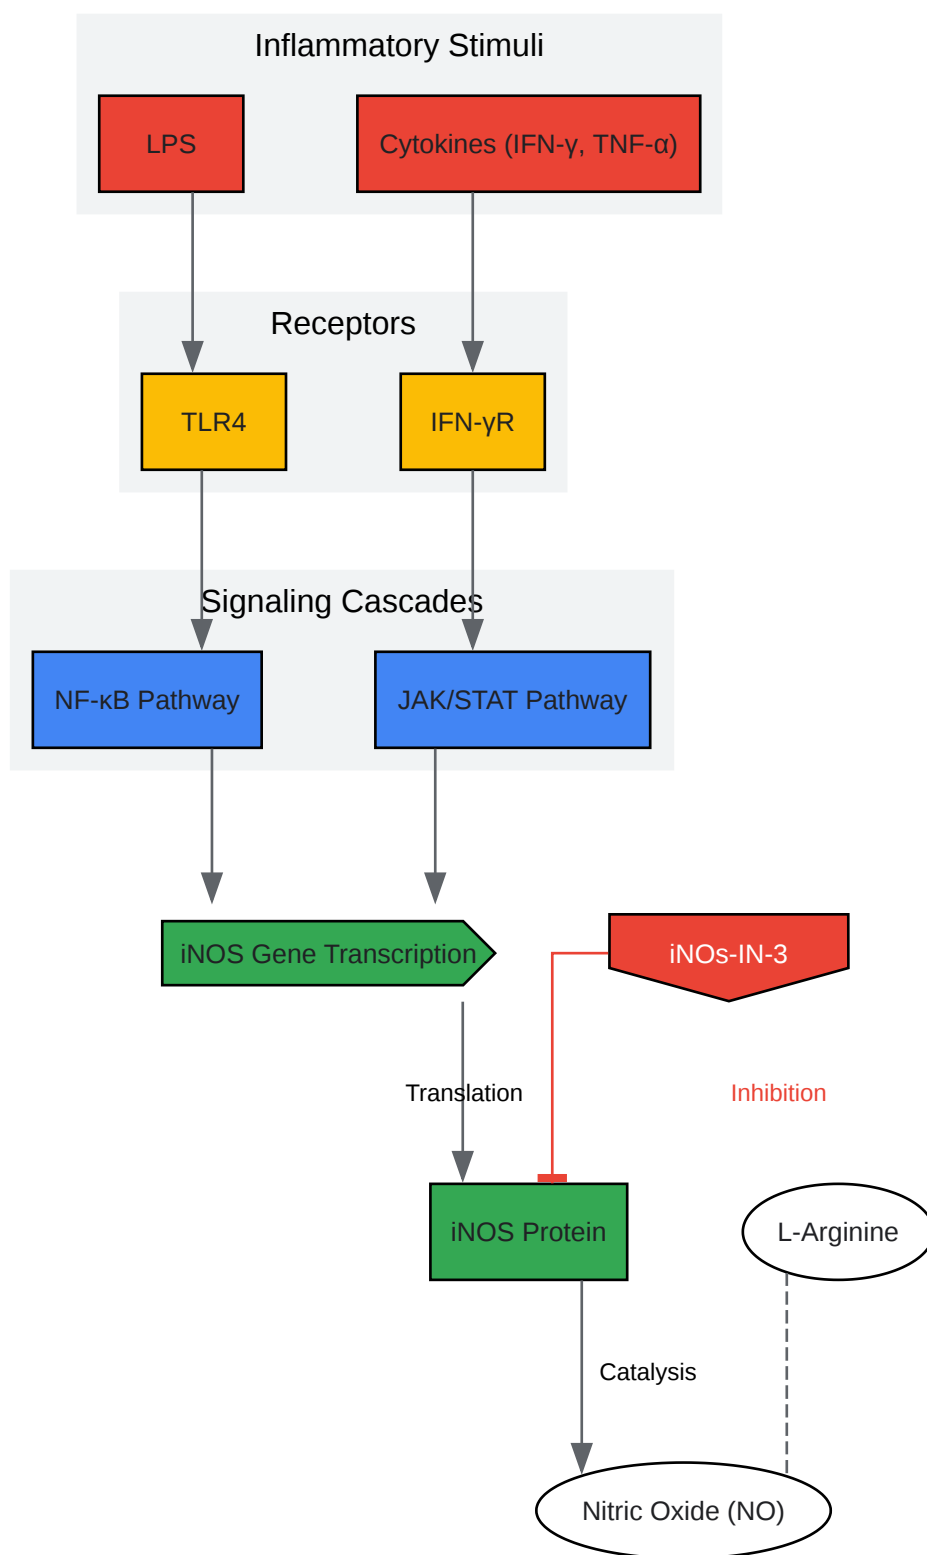 Inflammatory Stimuli
LPS
Cytokines (IFN-γ, TNF-α)
Receptors
TLR4
IFN-γR
Signaling Cascades
NF-κB Pathway
JAK/STAT Pathway
iNOS Gene Transcription
iNOs-IN-3
Translation
Inhibition
iNOS Protein
L-Arginine
Catalysis
Nitric Oxide (NO)